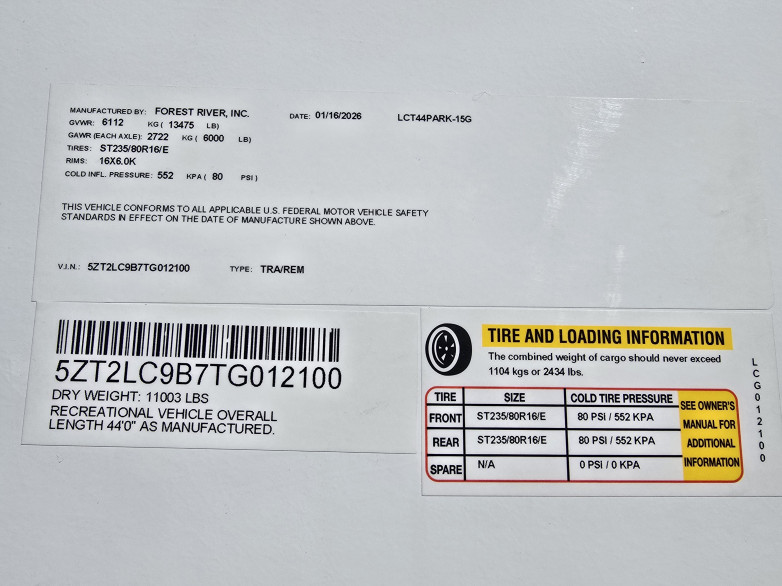 MANUFACTURED BY: FOREST RIVER, INC. DATE: 01/16/2026 LCT44PARK-15G
GVWR: 6112 KG ( 13475 LB)
GAWR (EACH AXLE): 2722 KG ( 6000 LB)
TIRES: ST235/80R16/E
RIMS: 16X6.0K
COLD INFL. PRESSURE: 552 KPA ( 80 PSI )
THIS VEHICLE CONFORMS TO ALL APPLICABLE U.S. FEDERAL MOTOR VEHICLE SAFETY
STANDARDS IN EFFECT ON THE DATE OF MANUFACTURE SHOWN ABOVE.
V.I.N.: 5ZT2LC9B7TG012100 TYPE: TRA/REM
5ZT2LC9B7TG012100
DRY WEIGHT: 11003 LBS
RECREATIONAL VEHICLE OVERALL
LENGTH 44'0" AS MANUFACTURED.
TIRE AND LOADING INFORMATION
The combined weight of cargo should never exceed
1104 kgs or 2434 lbs.
TIRE SIZE COLD TIRE PRESSURE
FRONT ST235/80R16/E 80 PSI / 552 KPA
REAR ST235/80R16/E 80 PSI / 552 KPA
SPARE N/A 0 PSI / 0 KPA
SEE OWNER'S
MANUAL FOR
ADDITIONAL
INFORMATION
LCG012100